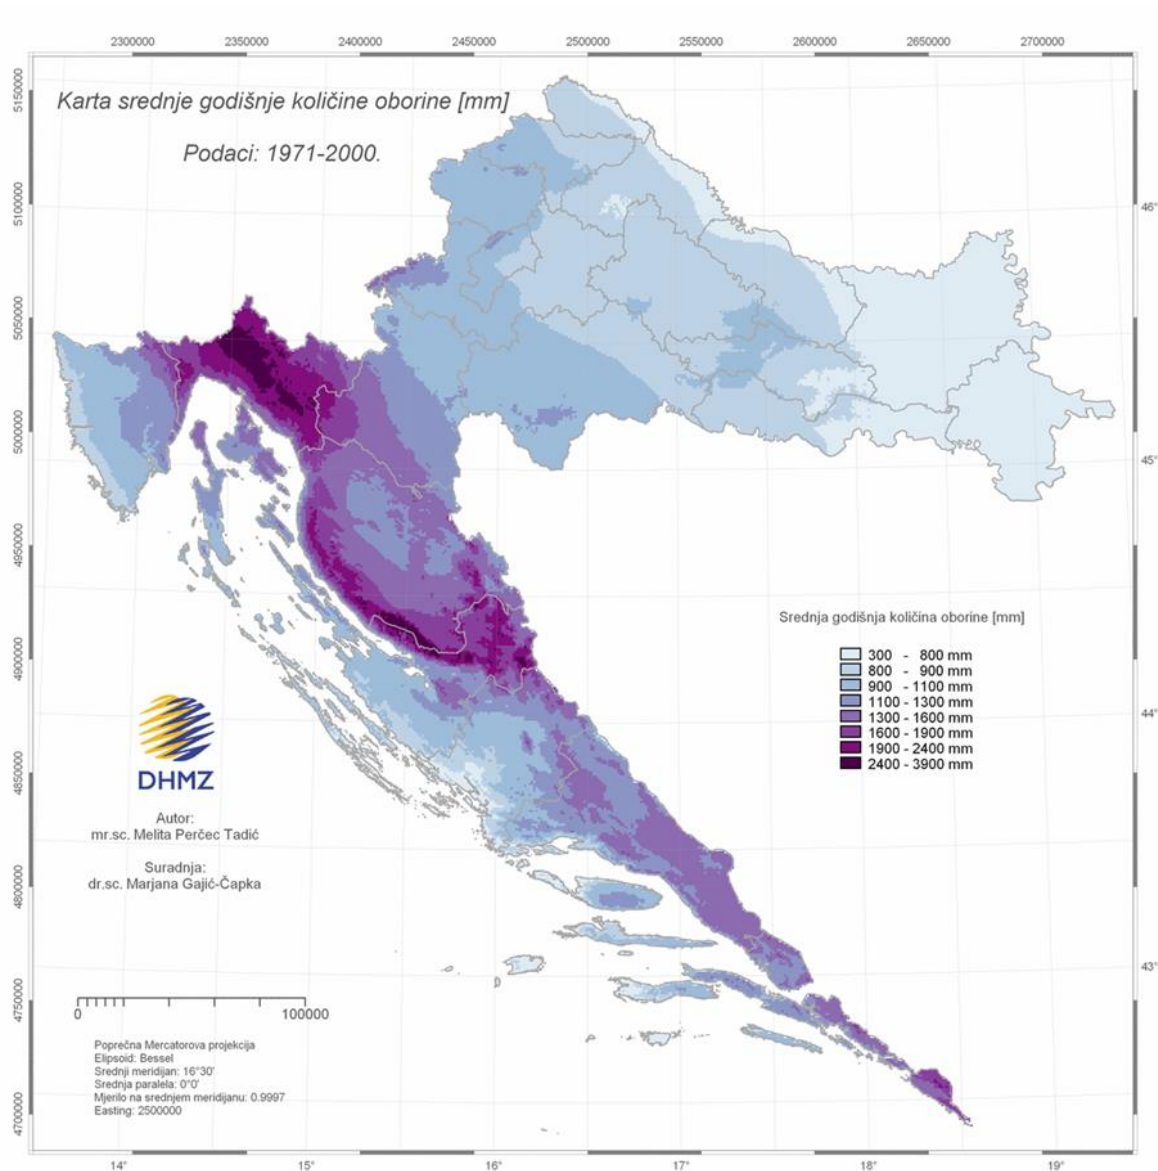 2300000 2350000 2400000 2450000 2500000 2550000 2600000 2650000 2700000
Karta srednje godišnje količine oborine [mm]
Podaci: 1971-2000.
5150000
5100000
5050000
5000000
4950000
4900000
4850000
4800000
4750000
4700000
46°
45°
44°
43°
Srednja godišnja količina oborine [mm]
300 - 800 mm
800 - 900 mm
900 - 1100 mm
1100 - 1300 mm
1300 - 1600 mm
1600 - 1900 mm
1900 - 2400 mm
2400 - 3900 mm
DHMZ
Autor:
mr.sc. Melita Perčec Tadić
Suradnja:
dr.sc. Marjana Gajić-Čapka
0 100000
Poprečna Mercatorova projekcija
Elipsoid: Bessel
Srednji meridijan: 16°30'
Srednja paralela: 0°0'
Mjerilo na srednjem meridijanu: 0.9997
Easting: 2500000
14° 15° 16° 17° 18° 19°